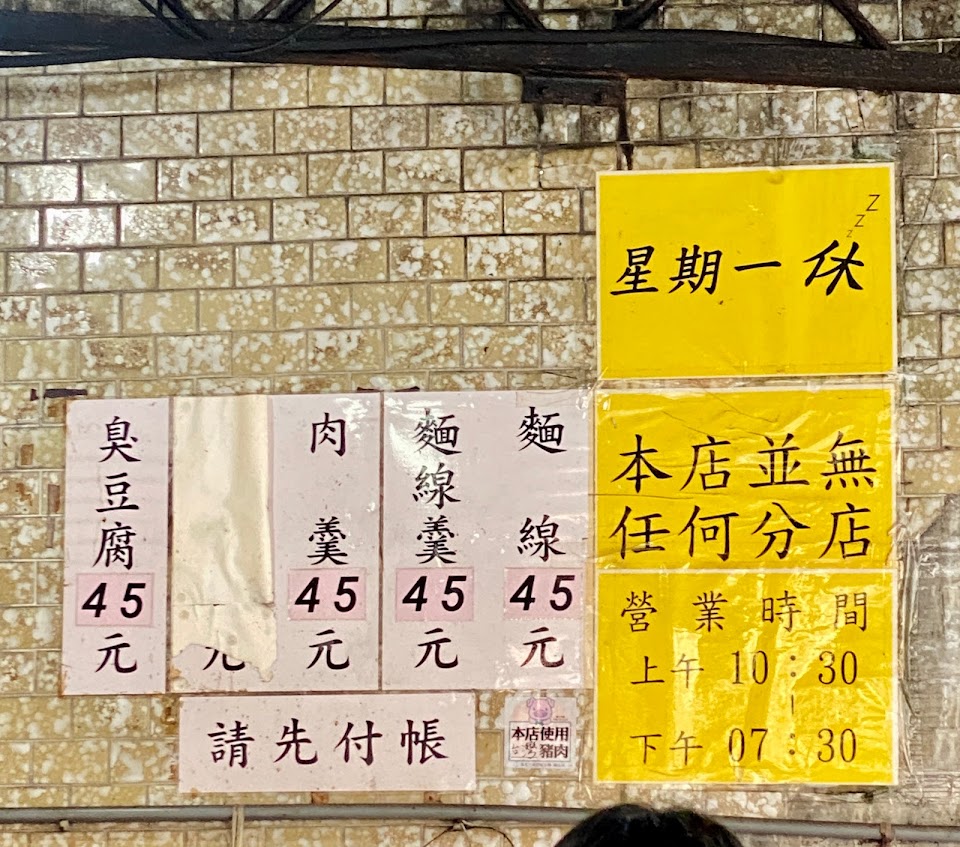 星期一休
z z z
本店並無
任何分店
營業時間
上午 10:30
|
下午 07:30
麵線
45
元
麵線羹
45
元
肉羹
45
元
元
臭豆腐
45
元
請先付帳
本店使用
台灣豬肉